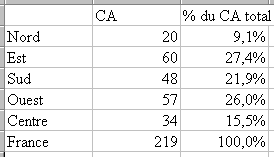 CA % du CA total
Nord 20 9,1%
Est 60 27,4%
Sud 48 21,9%
Ouest 57 26,0%
Centre 34 15,5%
France 219 100,0%